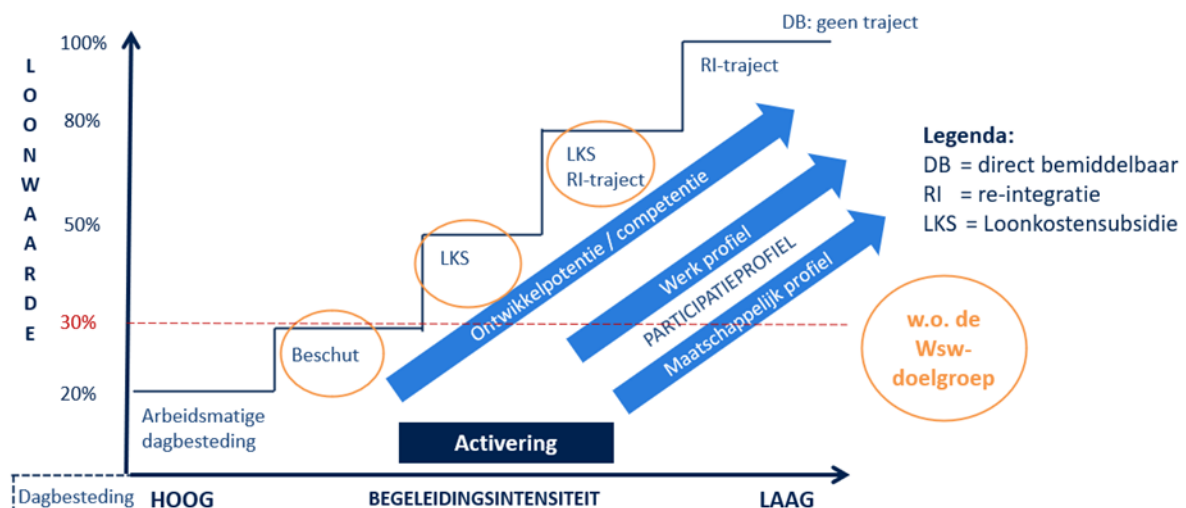 DB: geen traject
100%
RI-traject
LOONWAARDE
80%
LKS
RI-traject
Legenda:
DB = direct bemiddelbaar
RI = re-integratie
LKS = Loonkostensubsidie
50%
LKS
Ontwikkelpotentie / competentie
Werk profiel
PARTICIPATIEPROFIEL
Maatschappelijk profiel
30%
Beschut
w.o. de
Wsw-
doelgroep
20%
Arbeidsmatige
dagbesteding
Activering
Dagbesteding
HOOG
BEGELEIDINGSINTENSITEIT
LAAG